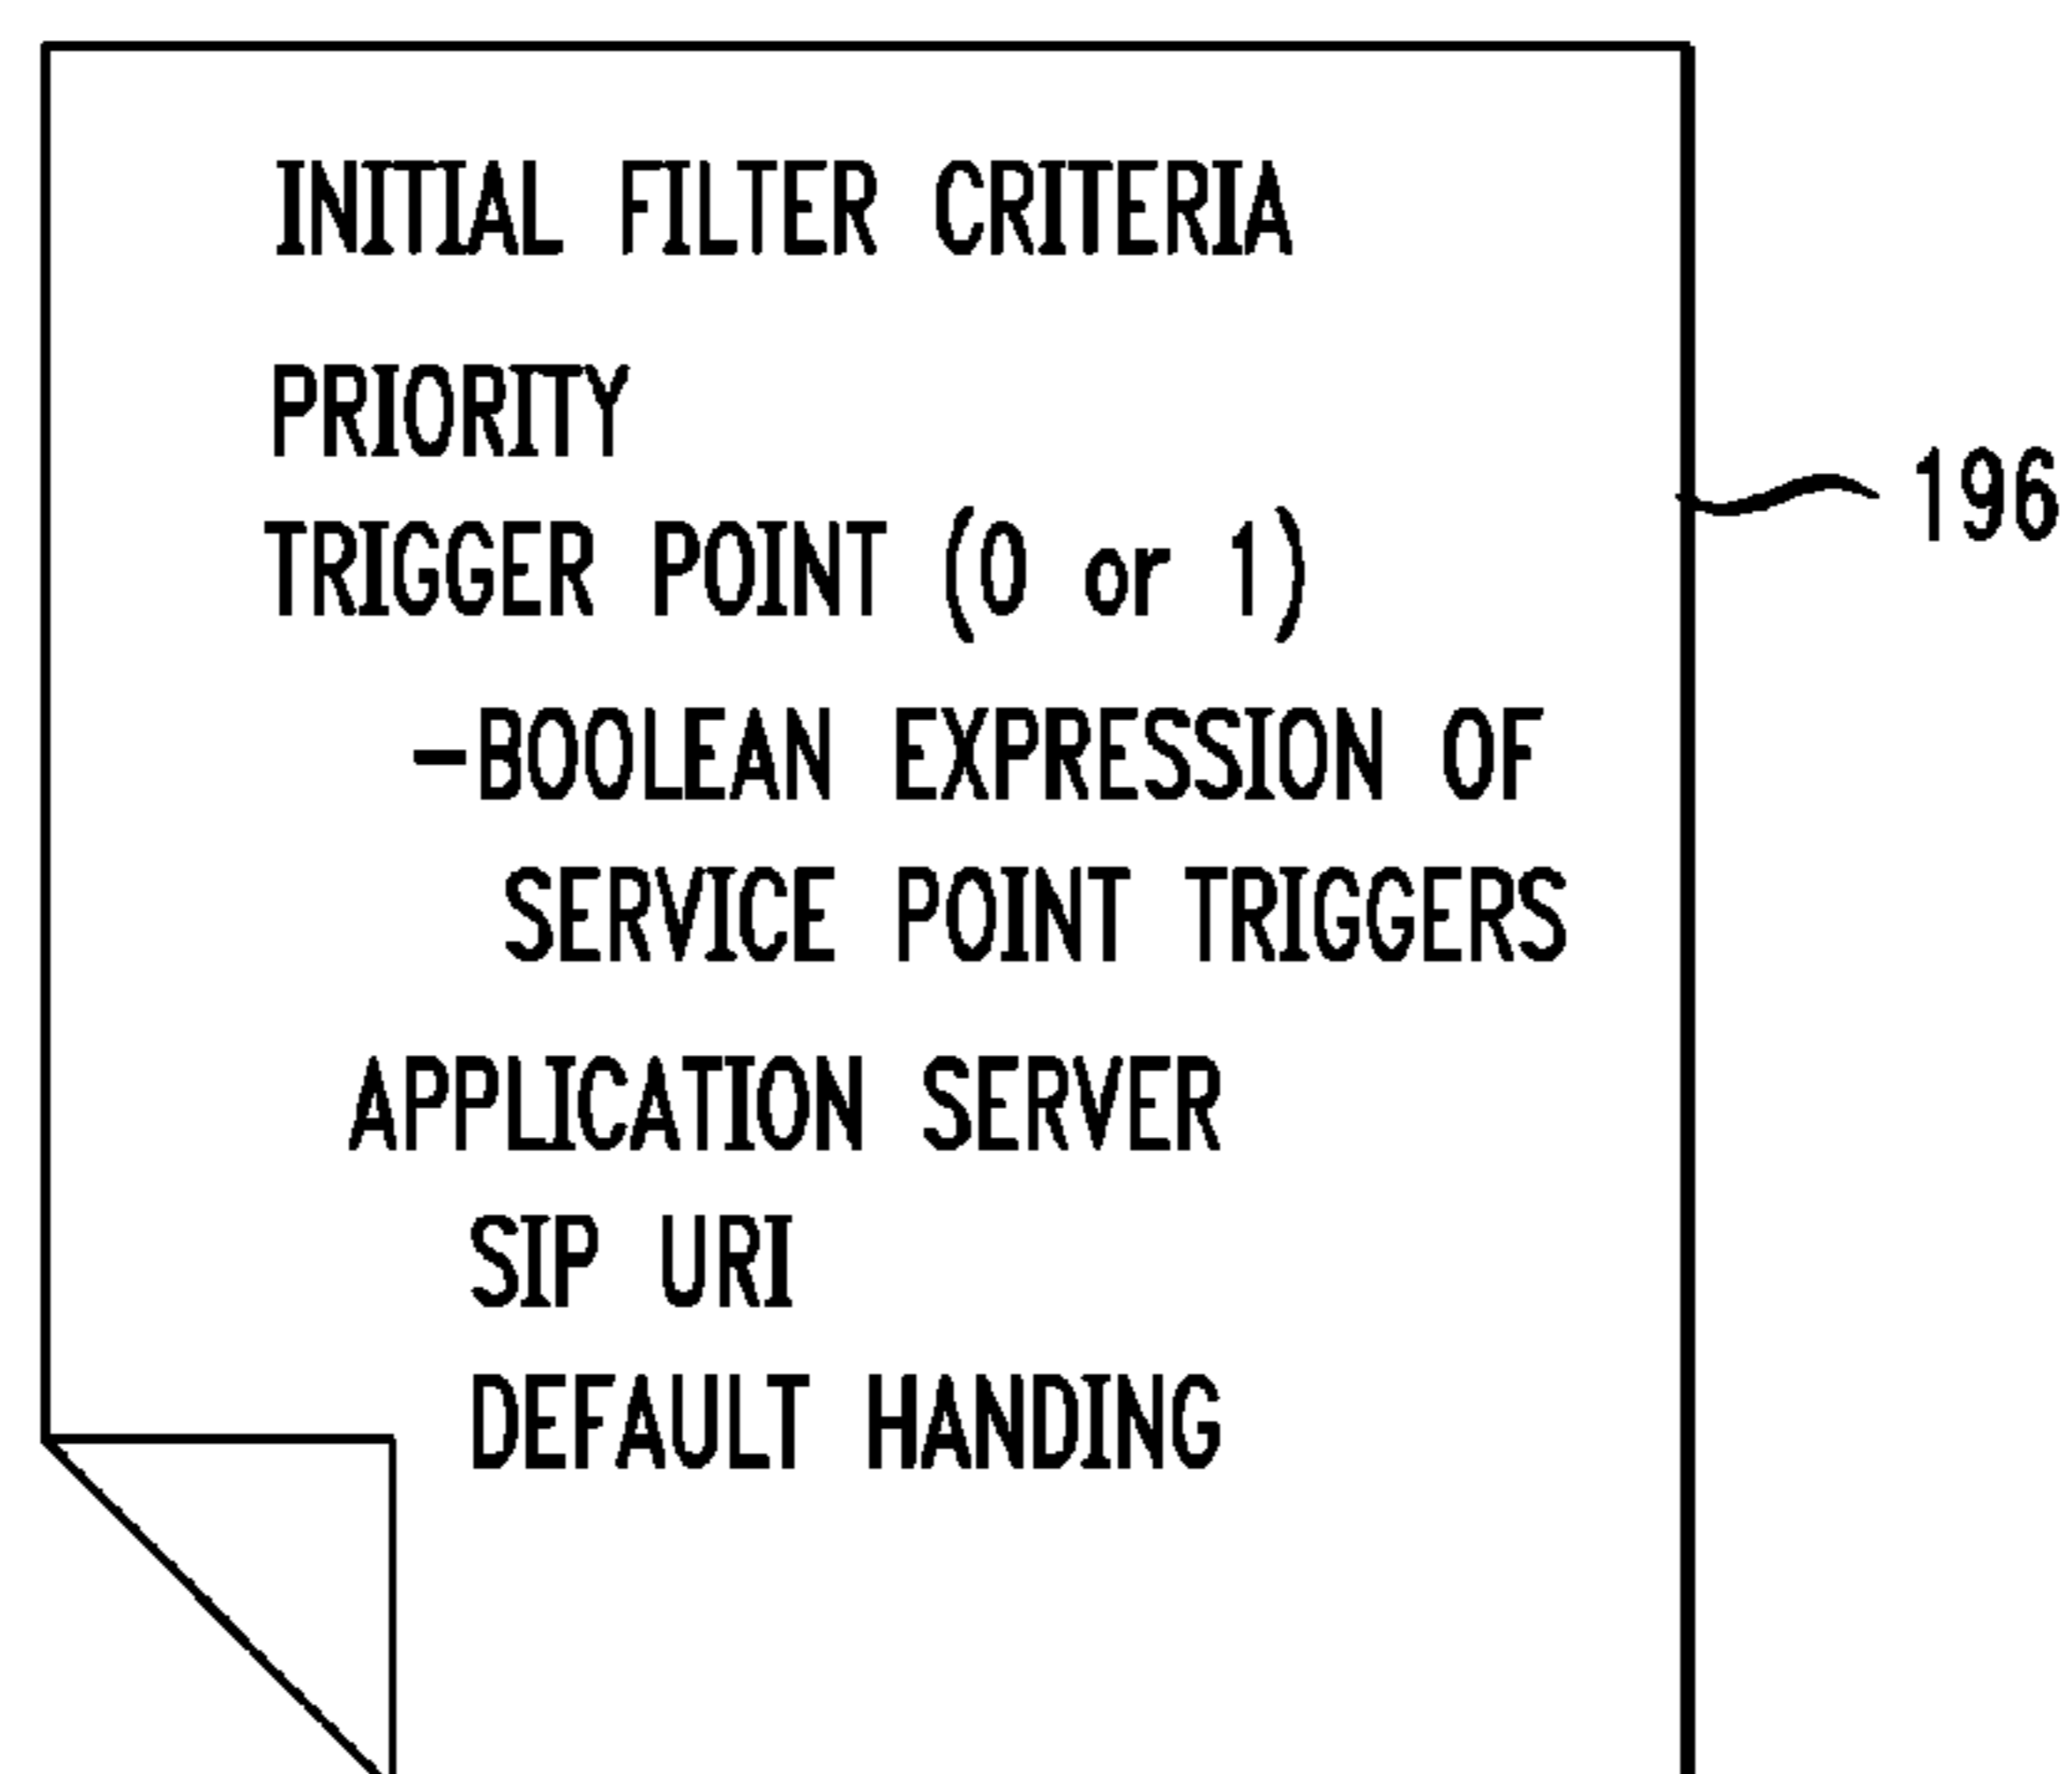 INITIAL FILTER CRITERIA
PRIORITY
TRIGGER POINT (0 or 1)
-BOOLEAN EXPRESSION OF
SERVICE POINT TRIGGERS
APPLICATION SERVER
SIP URI
DEFAULT HANDING
196